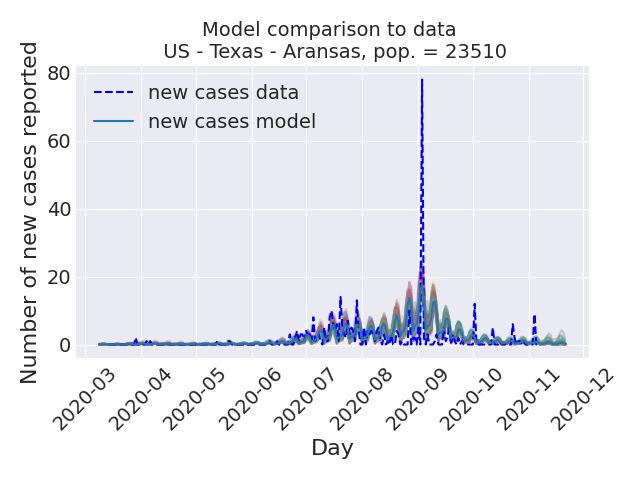 Model comparison to data
US - Texas - Aransas, pop. = 23510
Number of new cases reported
80
60
40
20
0
new cases data
new cases model
2020-03
2020-04
2020-05
2020-06
2020-07
2020-08
2020-09
2020-10
2020-11
2020-12
Day